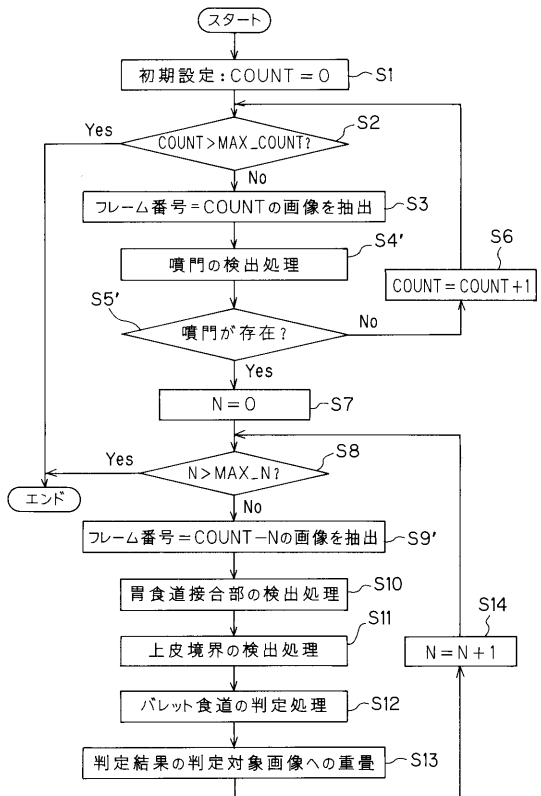 スタート
初期設定:COUNT=0
S1
S2
Yes
COUNT>MAX_COUNT?
No
フレーム番号=COUNTの画像を抽出
S3
S4'
噴門の検出処理
S6
COUNT=COUNT+1
S5'
噴門が存在?
No
Yes
N=0
S7
S8
Yes
N>MAX_N?
エンド
No
フレーム番号=COUNT-Nの画像を抽出
S9'
胃食道接合部の検出処理
S10
S11
上皮境界の検出処理
S14
N=N+1
バレット食道の判定処理
S12
判定結果の判定対象画像への重畳
S13